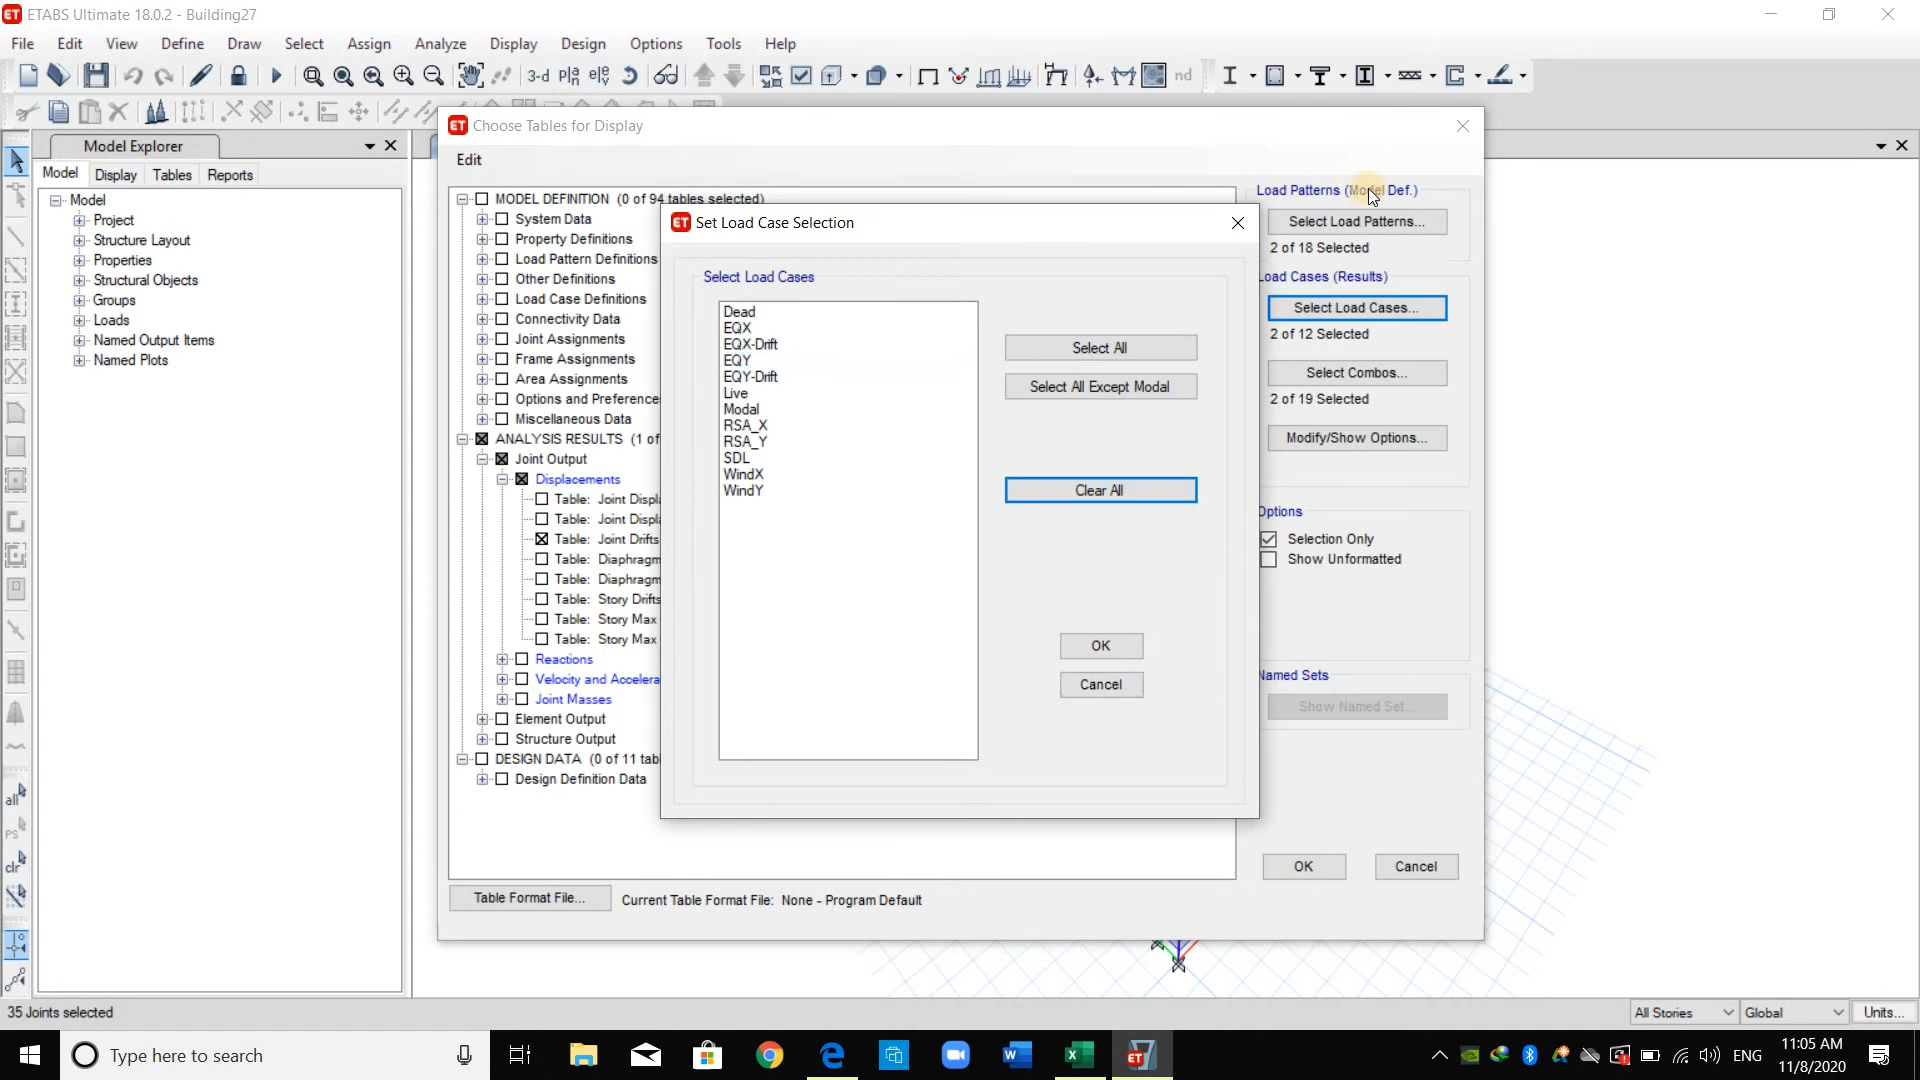 ETABS Ultimate 18.0.2 - Building27
File Edit View Define Draw Select Assign Analyze Display Design Options Tools Help
3-d
nd
Model Explorer
Model Display Tables Reports
Model
Project
Structure Layout
Properties
Structural Objects
Groups
Loads
Named Output Items
Named Plots
all
PS
clr
Choose Tables for Display
Edit
MODEL DEFINITION (0 of 94 tables selected)
System Data
Property Definitions
Load Pattern Definitions
Other Definitions
Load Case Definitions
Connectivity Data
Joint Assignments
Frame Assignments
Area Assignments
Options and Preference
Miscellaneous Data
ANALYSIS RESULTS (1 of
Joint Output
Displacements
Table: Joint Displ
Table: Joint Displ
Table: Joint Drifts
Table: Diaphragm
Table: Diaphragm
Table: Story Drifts
Table: Story Max
Table: Story Max
Reactions
Velocity and Accelera
Joint Masses
Element Output
Structure Output
DESIGN DATA (0 of 11 tabl
Design Definition Data
Table Format File...
Current Table Format File: None - Program Default
Set Load Case Selection
Select Load Cases
Dead
EQX
EQX-Drift
EQY
EQY-Drift
Live
Modal
RSA_X
RSA_Y
SDL
WindX
WindY
Select All
Select All Except Modal
Clear All
OK
Cancel
Load Patterns (Model Def.)
Select Load Patterns...
2 of 18 Selected
Load Cases (Results)
Select Load Cases...
2 of 12 Selected
Select Combos...
2 of 19 Selected
Modify/Show Options...
Options
Selection Only
Show Unformatted
Named Sets
Show Named Set...
OK
Cancel
35 Joints selected
All Stories
Global
Units...
Type here to search
ENG
11:05 AM
11/8/2020